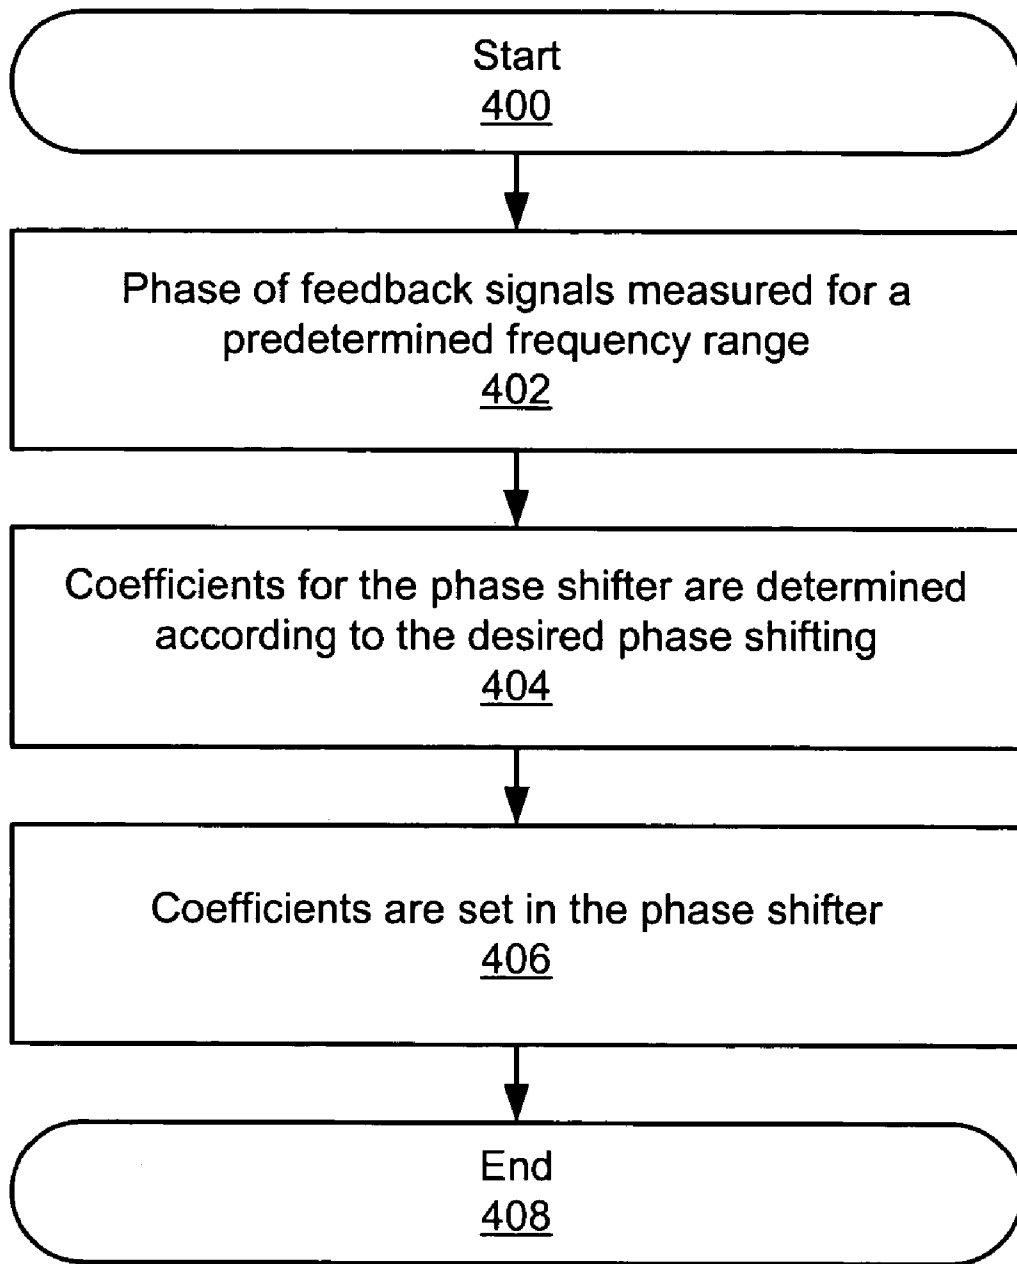 Start
400
Phase of feedback signals measured for a
predetermined frequency range
402
Coefficients for the phase shifter are determined
according to the desired phase shifting
404
Coefficients are set in the phase shifter
406
End
408